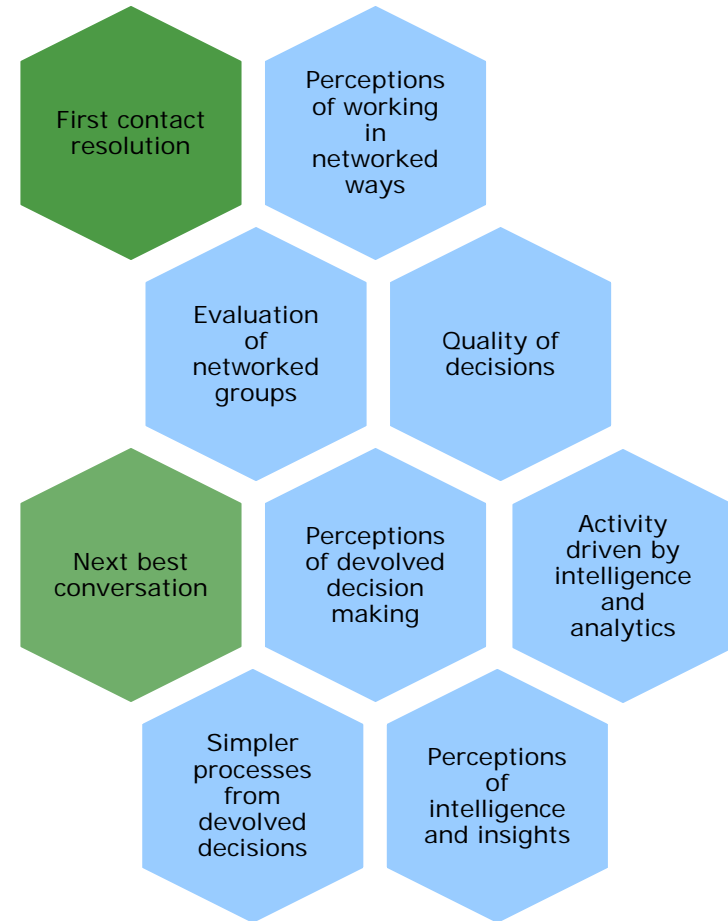 First contact
resolution
Perceptions
of working
in
networked
ways
Evaluation
of
networked
groups
Quality of
decisions
Next best
conversation
Perceptions
of devolved
decision
making
Activity
driven by
intelligence
and
analytics
Simpler
processes
from
devolved
decisions
Perceptions
of
intelligence
and insights